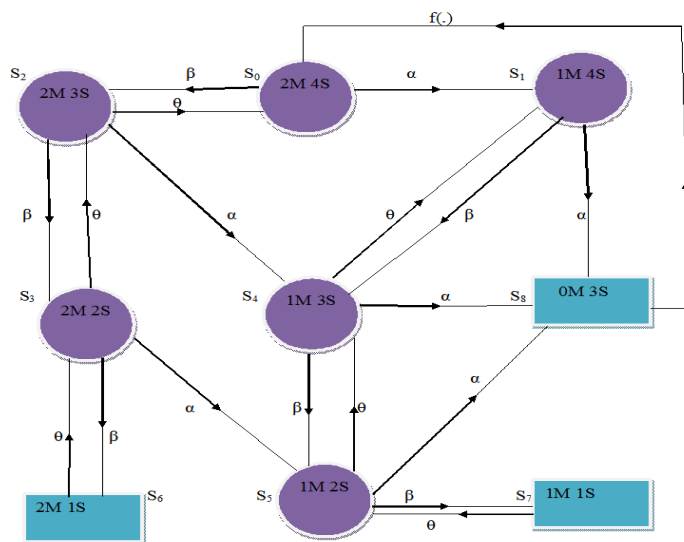 f(.)
S2
2M 3S
β
θ
S0
2M 4S
α
S1
1M 4S
β
θ
α
θ
β
α
S3
2M 2S
S4
1M 3S
α
S8
0M 3S
α
β
θ
α
θ
β
2M 1S
S6
S5
1M 2S
β
θ
S7
1M 1S